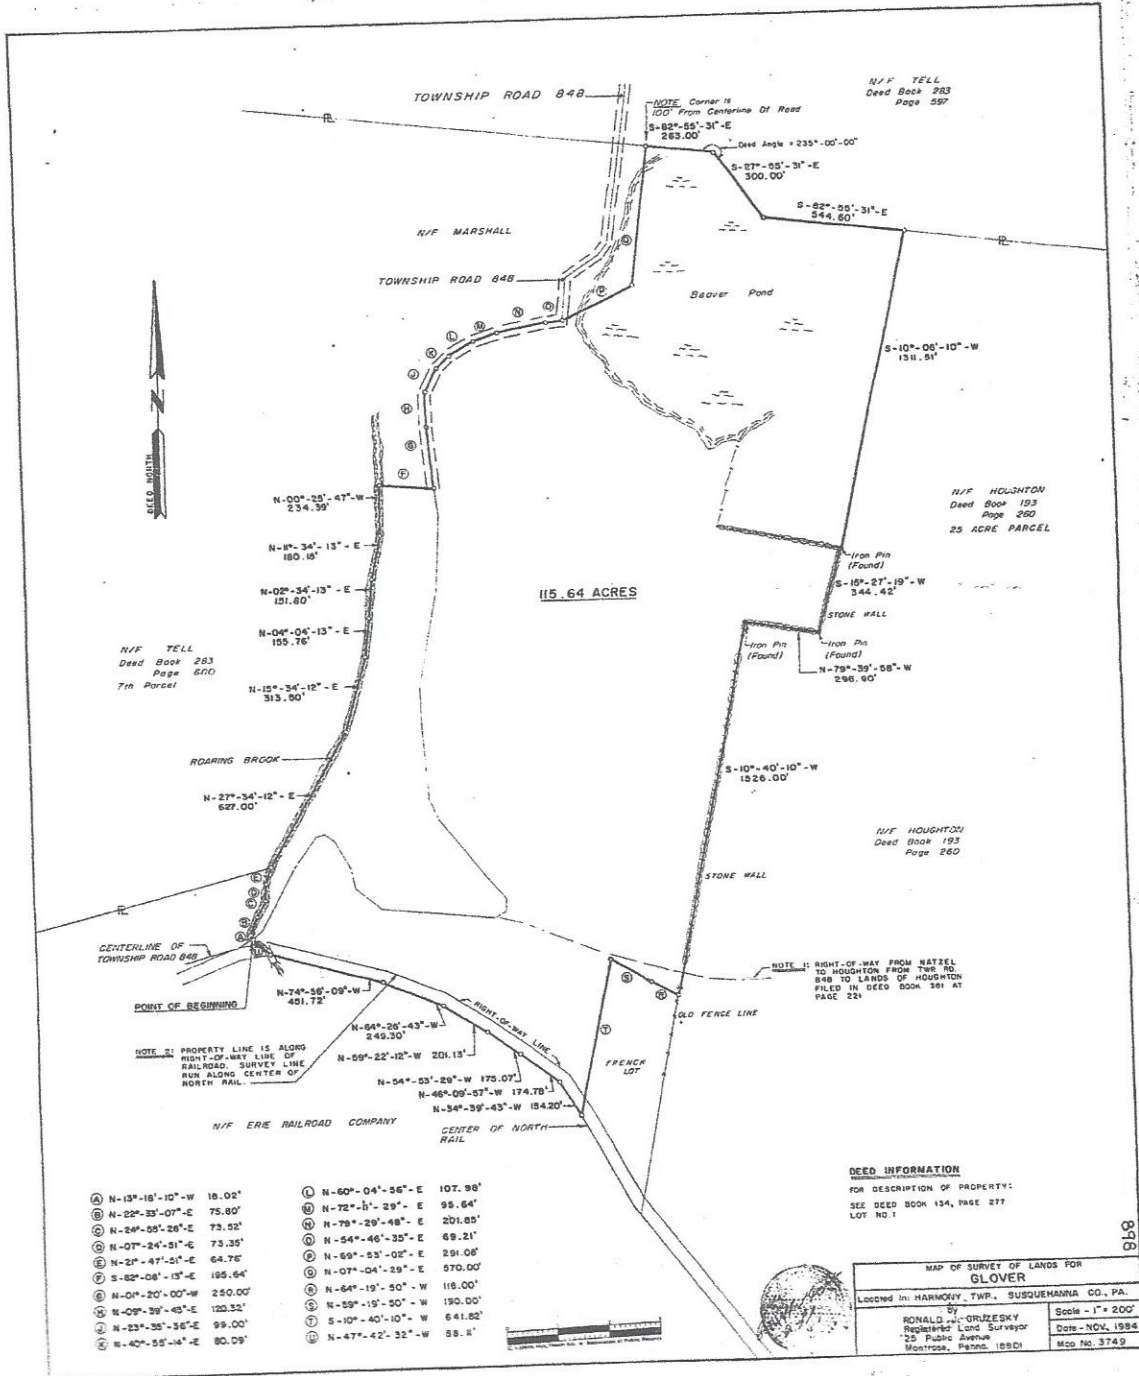 TOWNSHIP ROAD 848
NOTE Corner is
100' From Centerline Of Road
S-82°-55'-31"-E
263.00'
N/F TELL
Deed Book 283
Page 597
Deed Angle = 235°-00'-00"
S-27°-55'-31"-E
300.00'
S-82°-55'-31"-E
544.60'
PL
PL
N/F MARSHALL
TOWNSHIP ROAD 848
Q
P
Beaver Pond
O
N
M
L
K
J
H
G
F
S-10°-06'-10"-W
1311.51'
N
DEED NORTH
N-00°-25'-47"-W
234.39'
N-11°-34'-13"-E
180.15'
N-02°-34'-13"-E
151.80'
N-04°-04'-13"-E
155.76'
N-15°-34'-12"-E
313.50'
N/F HOUGHTON
Deed Book 193
Page 260
25 ACRE PARCEL
Iron Pin
(Found)
S-15°-27'-19"-W
344.42'
STONE WALL
115.64 ACRES
Iron Pin
(Found)
Iron Pin
(Found)
N-79°-39'-58"-W
296.90'
N/F TELL
Deed Book 283
Page 600
7th Parcel
ROARING BROOK
N-27°-34'-12"-E
627.00'
S-10°-40'-10"-W
1526.00'
N/F HOUGHTON
Deed Book 193
Page 260
STONE WALL
E
D
C
B
A
U
PL
CENTERLINE OF
TOWNSHIP ROAD 848
POINT OF BEGINNING
N-74°-56'-09"-W
451.72'
RIGHT-OF-WAY LINE
S
R
T
NOTE 1: RIGHT-OF-WAY FROM NATZEL
TO HOUGHTON FROM TWP. RD.
848 TO LANDS OF HOUGHTON
FILED IN DEED BOOK 381 AT
PAGE 221
OLD FENCE LINE
N-64°-26'-43"-W
249.30'
N-59°-22'-12"-W 201.13'
N-54°-53'-29"-W 175.07'
N-46°-09'-57"-W 174.78'
N-34°-39'-43"-W 154.20'
FRENCH
LOT
NOTE 2: PROPERTY LINE IS ALONG
RIGHT-OF-WAY LINE OF
RAILROAD. SURVEY LINE
RUN ALONG CENTER OF
NORTH RAIL.
N/F ERIE RAILROAD COMPANY
CENTER OF NORTH
RAIL
A N-13°-18'-10"-W 18.02'
B N-22°-33'-07"-E 75.80'
C N-24°-55'-26"-E 73.52'
D N-07°-24'-51"-E 73.35'
E N-21°-47'-51"-E 64.76'
F S-82°-08'-13"-E 195.64'
G N-01°-20'-00"-W 250.00'
H N-09°-39'-45"-E 120.32'
J N-23°-35'-36"-E 99.00'
K N-40°-55'-14"-E 80.09'
L N-60°-04'-56"-E 107.98'
M N-72°-11'-29"-E 95.64'
N N-79°-29'-48"-E 201.85'
O N-54°-46'-35"-E 69.21'
P N-69°-53'-02"-E 291.06'
Q N-07°-04'-29"-E 570.00'
R N-64°-19'-50"-W 116.00'
S N-59°-19'-50"-W 190.00'
T S-10°-40'-10"-W 641.82'
U N-47°-42'-32"-W
DEED INFORMATION
FOR DESCRIPTION OF PROPERTY:
SEE DEED BOOK 134, PAGE 277
LOT NO. 1
898
MAP OF SURVEY OF LANDS FOR
GLOVER
Located In: HARMONY TWP., SUSQUEHANNA CO., PA.
By
RONALD J. GRUZESKY
Registered Land Surveyor
25 Public Avenue
Montrose, Penna. 18801
Scale - 1" = 200'
Date - NOV. 1984
Map No. 3749